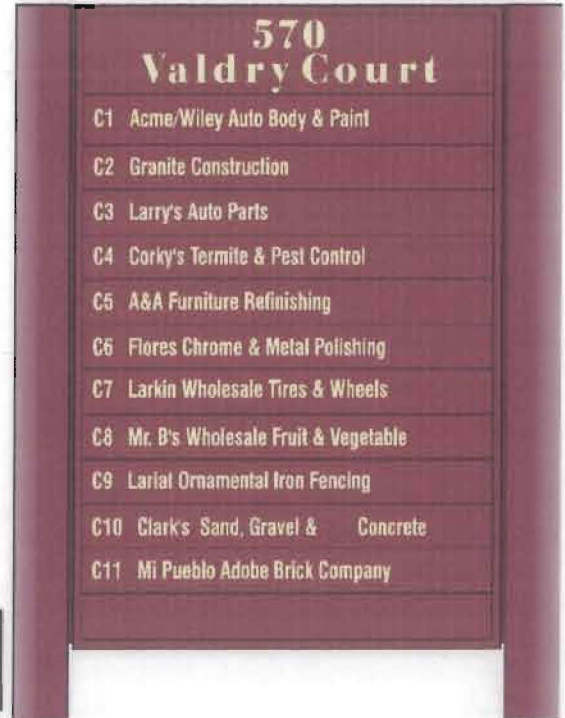 570
Valdry Court
C1 Acme/Wiley Auto Body & Paint
C2 Granite Construction
C3 Larry's Auto Parts
C4 Corky's Termite & Pest Control
C5 A&A Furniture Refinishing
C6 Flores Chrome & Metal Polishing
C7 Larkin Wholesale Tires & Wheels
C8 Mr. B's Wholesale Fruit & Vegetable
C9 Lariat Ornamental Iron Fencing
C10 Clark's Sand, Gravel & Concrete
C11 Mi Pueblo Adobe Brick Company